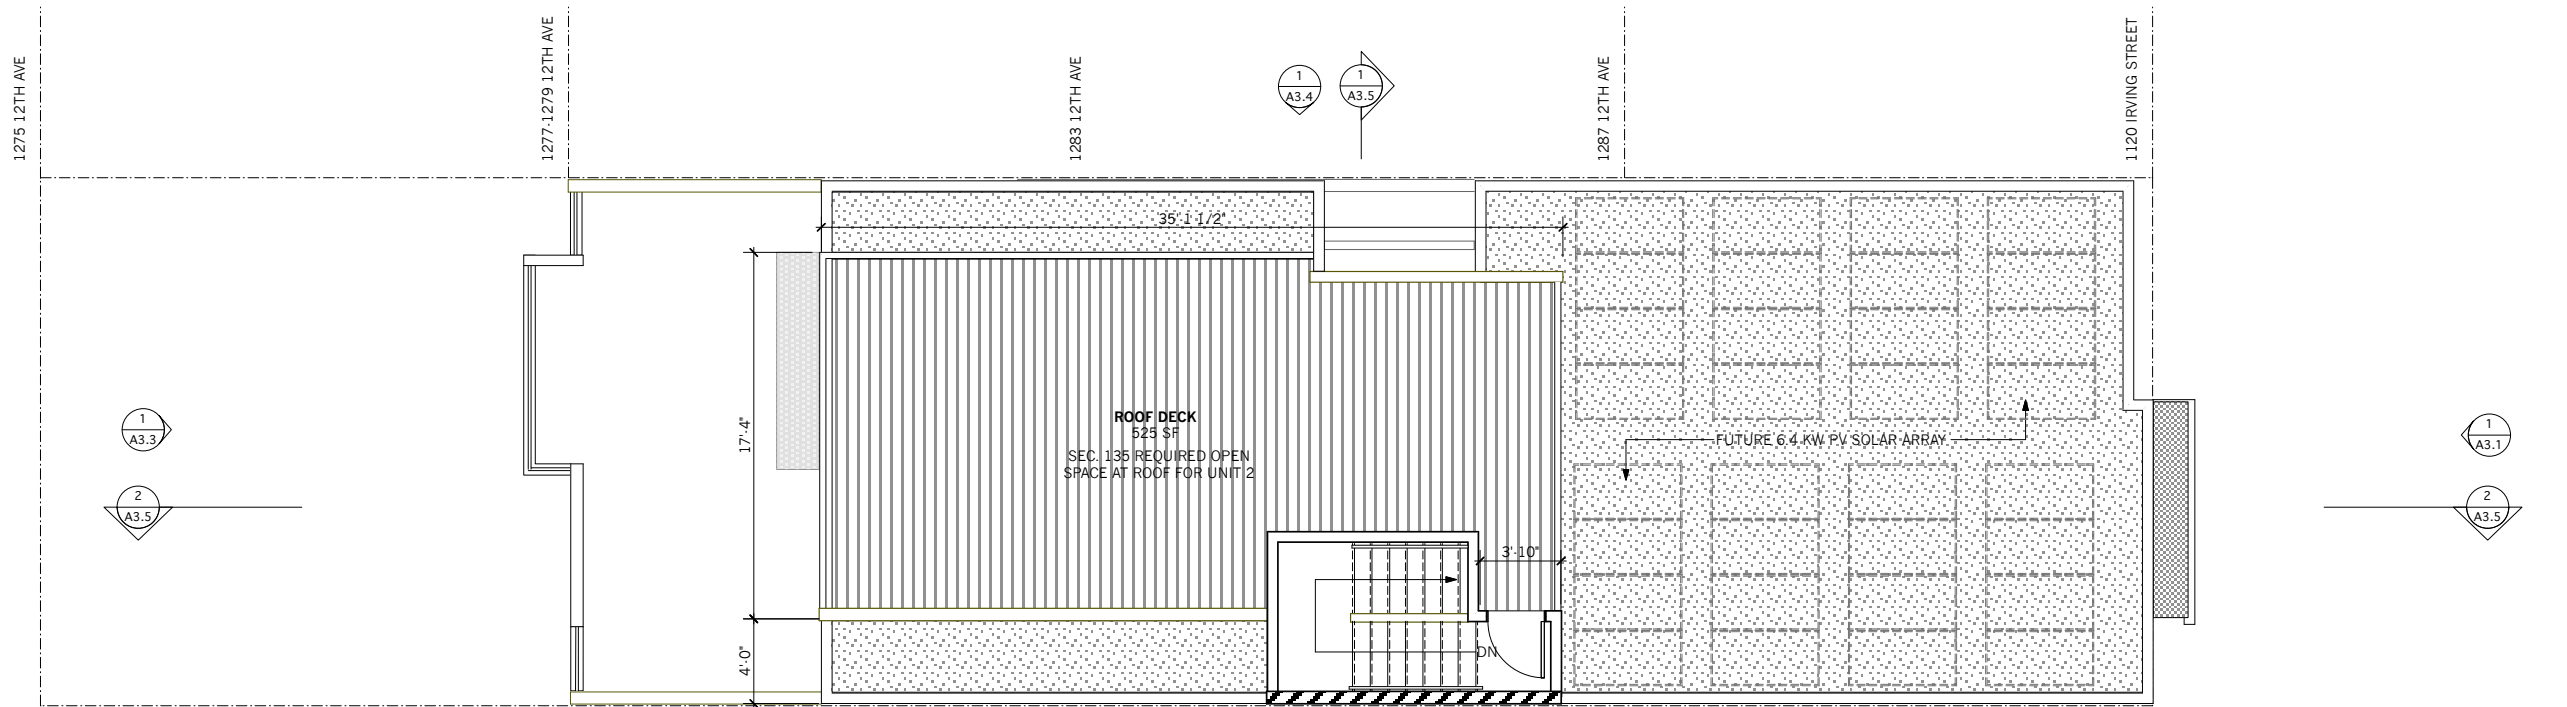 1275 12TH AVE
1277-1279 12TH AVE
1283 12TH AVE
1287 12TH AVE
1120 IRVING STREET
1
A3.4
1
A3.5
35'-1 1/2"
17'-4"
4'-0"
ROOF DECK
525 SF
SEC. 135 REQUIRED OPEN
SPACE AT ROOF FOR UNIT 2
FUTURE 6.4 KW PV SOLAR ARRAY
3'-10"
DN
1
A3.3
2
A3.5
1
A3.1
2
A3.5